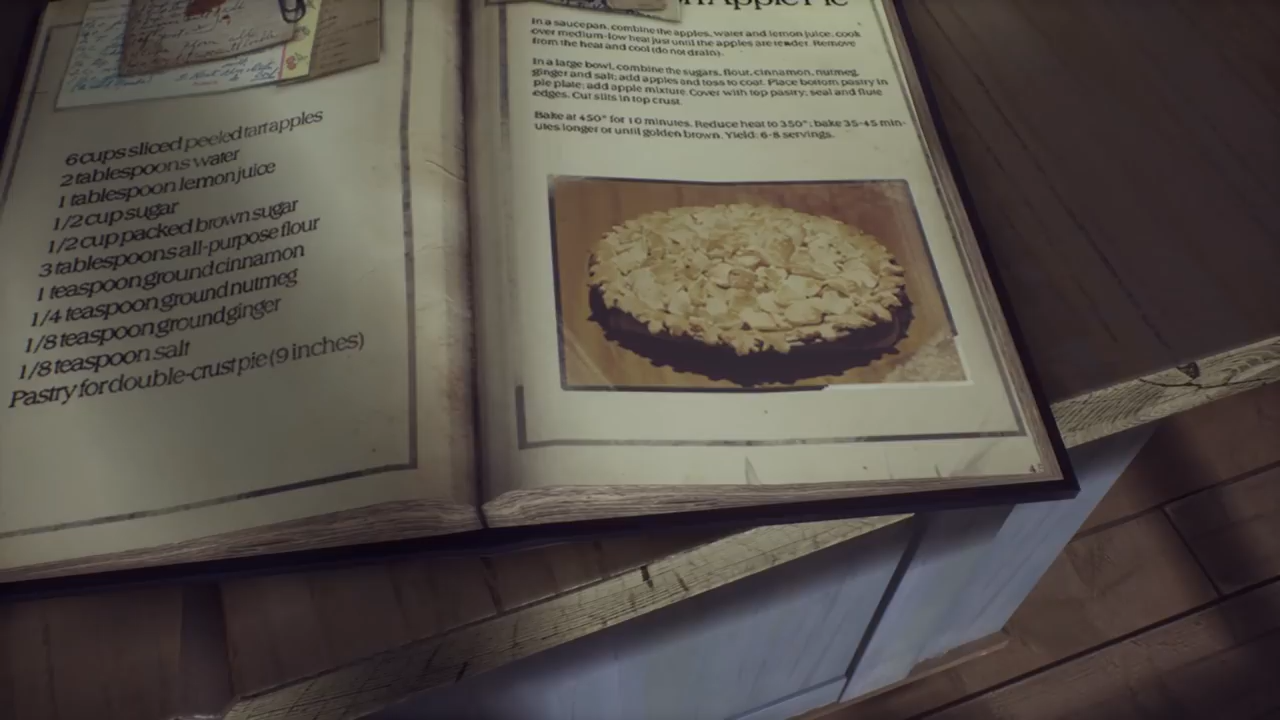 6 cups sliced peeled tart apples
2 tablespoons water
1 tablespoon lemon juice
1/2 cup sugar
1/2 cup packed brown sugar
3 tablespoons all-purpose flour
1 teaspoon ground cinnamon
1/4 teaspoon ground nutmeg
1/8 teaspoon ground ginger
1/8 teaspoon salt
Pastry for double-crust pie (9 inches)
Apple Pie
In a saucepan, combine the apples, water and lemon juice, cook
over medium-low heat just until the apples are tender. Remove
from the heat and cool (do not drain).
In a large bowl, combine the sugars, flour, cinnamon, nutmeg,
ginger and salt; add apples and toss to coat. Place bottom pastry in
pie plate; add apple mixture. Cover with top pastry; seal and flute
edges. Cut slits in top crust.
Bake at 450° for 10 minutes. Reduce heat to 350°; bake 35-45 min-
utes longer or until golden brown. Yield: 6-8 servings.